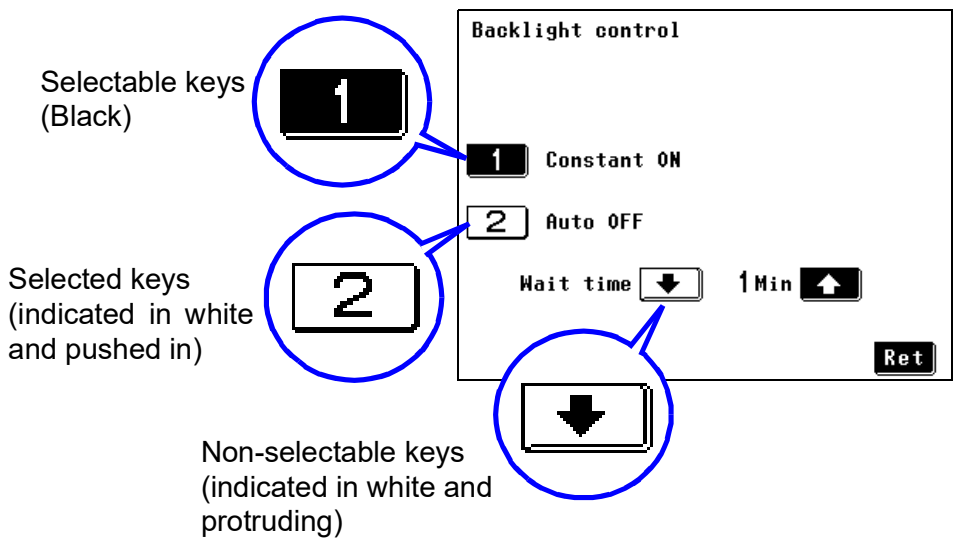 Backlight control
Selectable keys
(Black)
1
1 Constant ON
2 Auto OFF
Selected keys
(indicated in white
and pushed in)
2
Wait time 1 Min
Ret
Non-selectable keys
(indicated in white and
protruding)